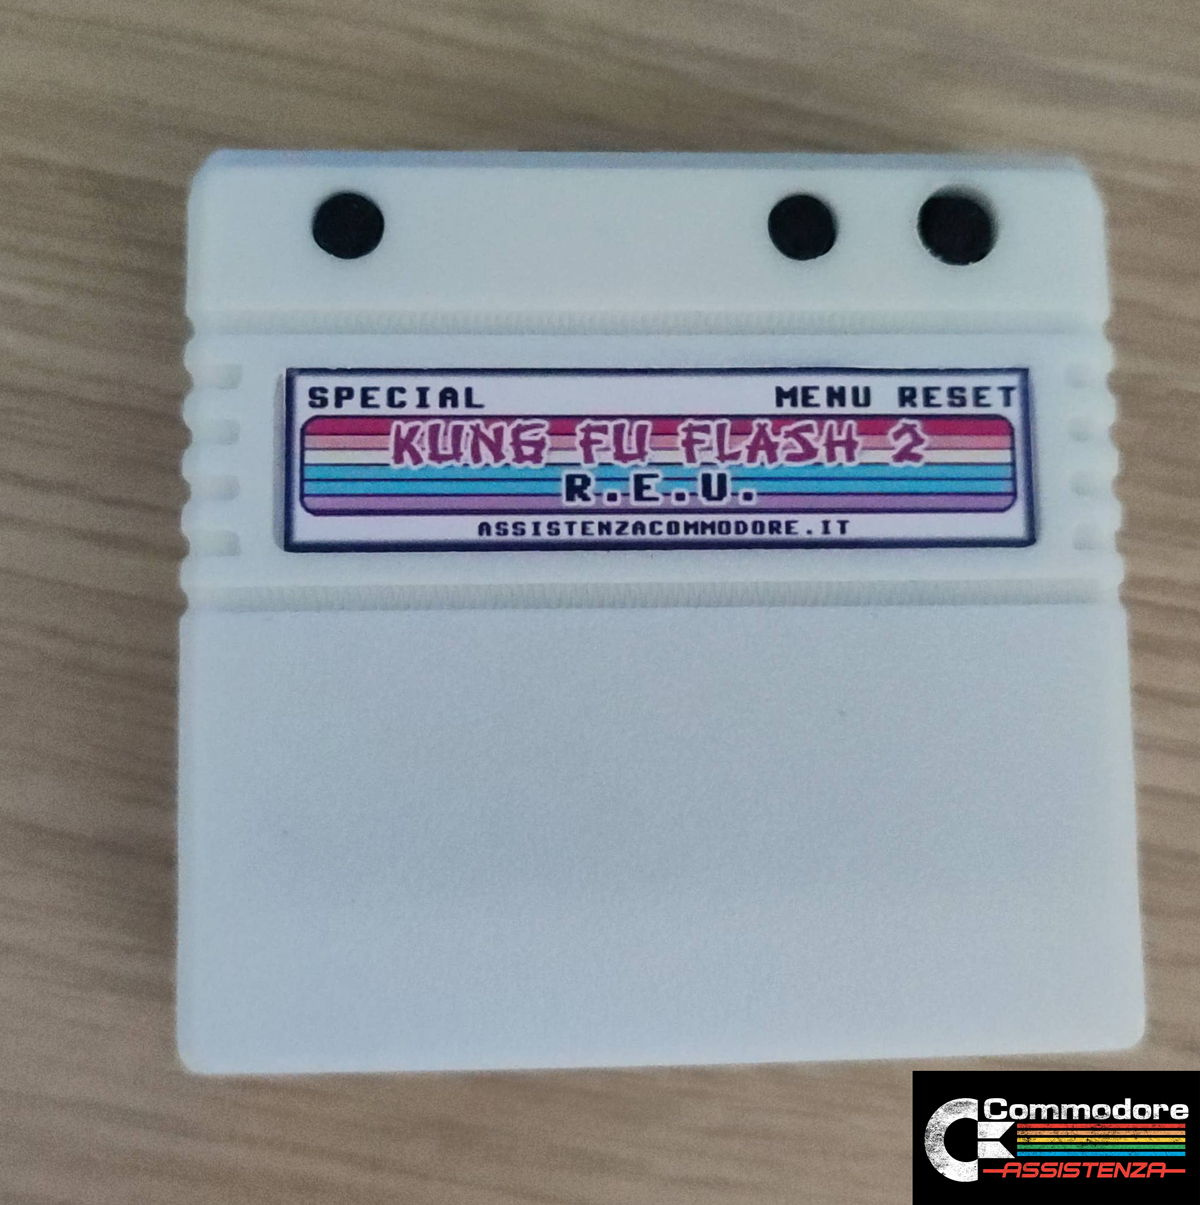 SPECIAL MENU RESET
KUNG FU FLASH 2
R.E.U.
ASSISTENZACOMMODORE.IT
Commodore
ASSISTENZA